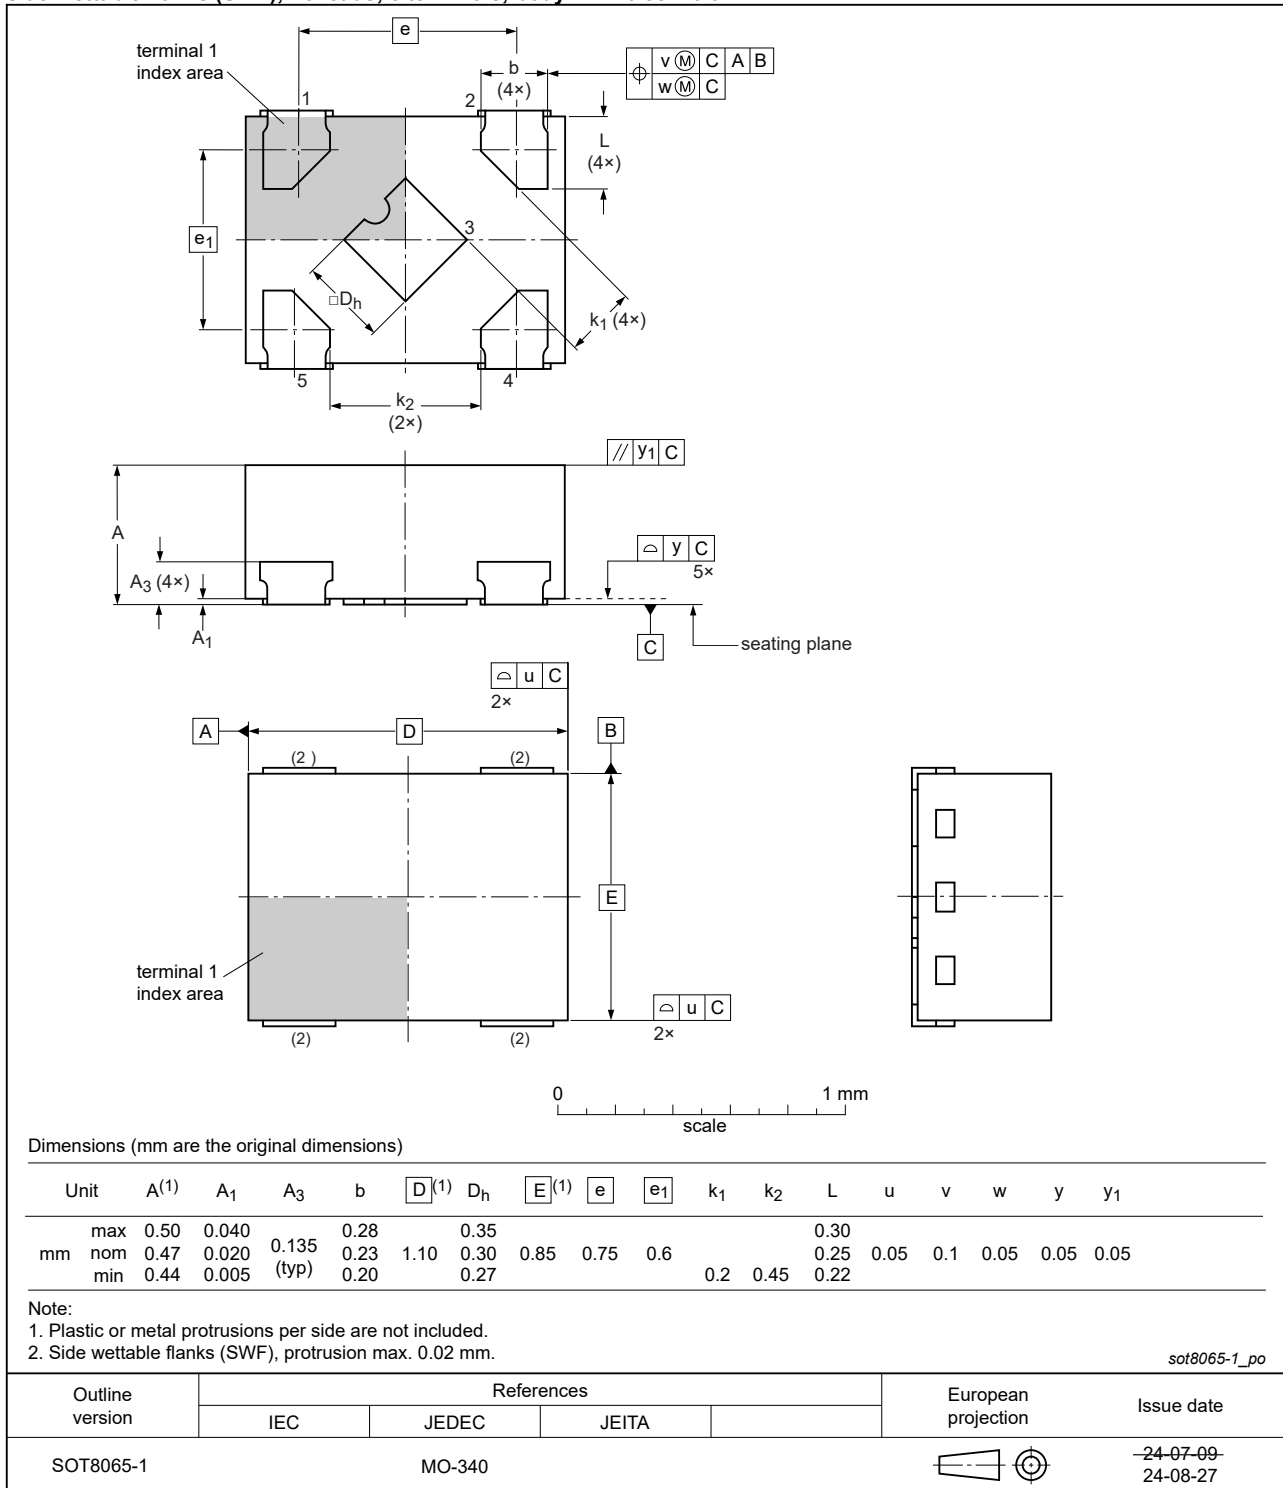 e
terminal 1
index area
b
(4×)
v Ⓜ C A B
w Ⓜ C
1
2
L
(4×)
e1
3
□Dh
k1 (4×)
5
4
k2
(2×)
// y1 C
A
A3 (4×)
A1
y C
5×
C
seating plane
u C
2×
A
D
B
(2 )
(2)
E
terminal 1
index area
u C
2×
(2)
(2)
0
1 mm
scale
Dimensions (mm are the original dimensions)
Unit A(1) A1 A3 b D(1) Dh E(1) e e1 k1 k2 L u v w y y1
max 0.50 0.040 0.28 0.35 0.30
mm nom 0.47 0.020 0.135 (typ) 0.23 1.10 0.30 0.85 0.75 0.6 0.25 0.05 0.1 0.05 0.05 0.05
min 0.44 0.005 0.20 0.27 0.2 0.45 0.22
Note:
1. Plastic or metal protrusions per side are not included.
2. Side wettable flanks (SWF), protrusion max. 0.02 mm.
sot8065-1_po
Outline version
References
European projection
Issue date
IEC JEDEC JEITA
SOT8065-1 MO-340
24-07-09
24-08-27